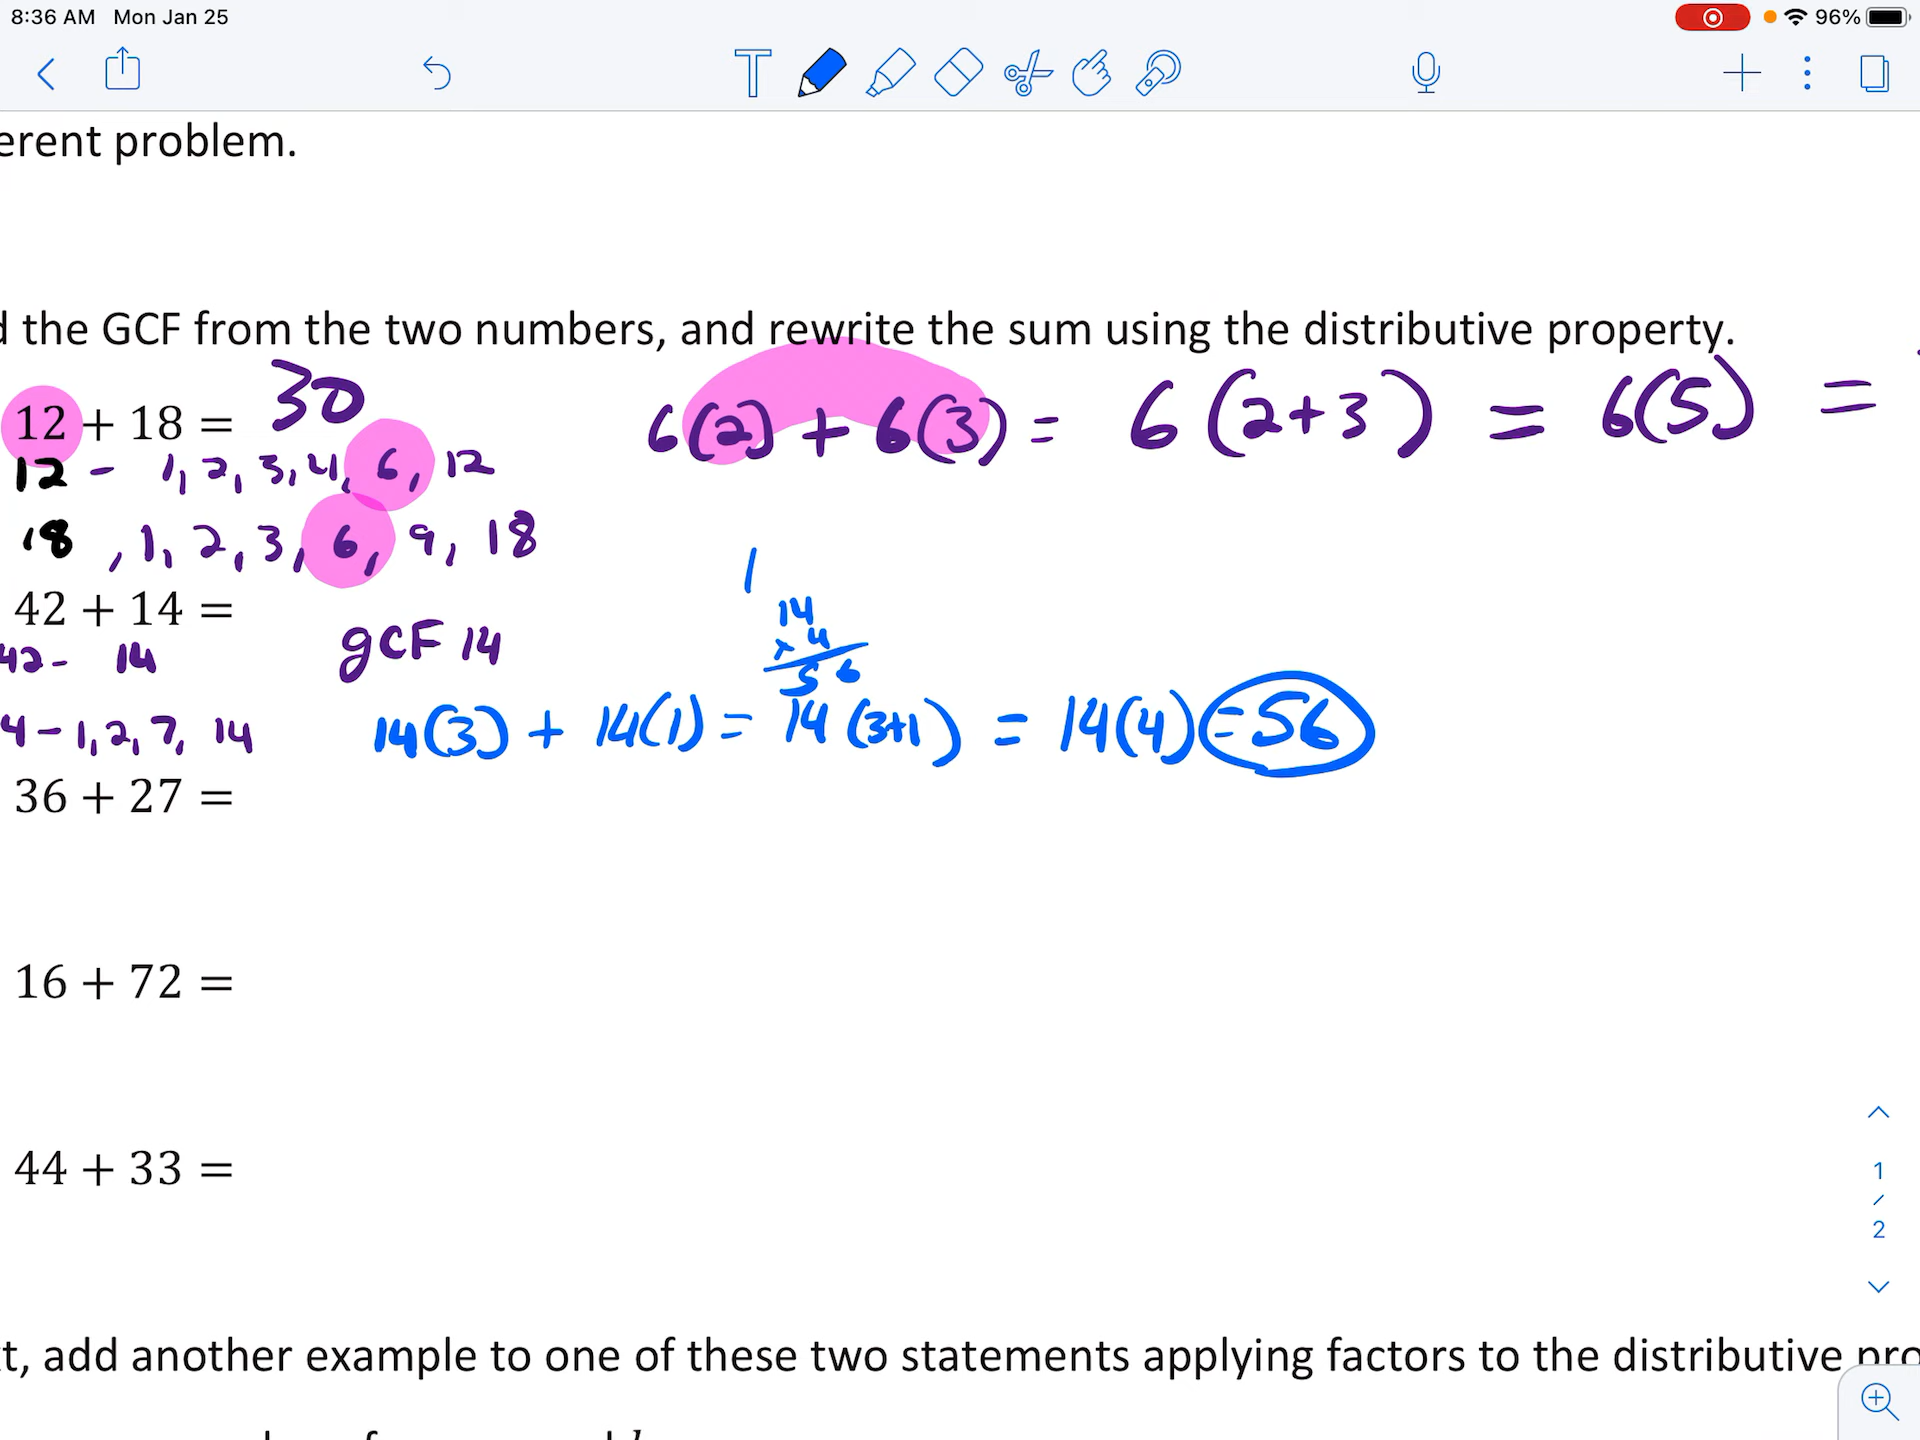 8:36 AM Mon Jan 25 96%
T
erent problem.
d the GCF from the two numbers, and rewrite the sum using the distributive property.
12 + 18 = 30 6(2) + 6(3) = 6(2+3) = 6(5) =
12 - 1, 2, 3, 4, 6, 12
18 , 1, 2, 3, 6, 9, 18
1
42 + 14 =
14
x 4
56
42 - 14 gCF 14
4 - 1, 2, 7, 14 14(3) + 14(1) = 14(3+1) = 14(4) = 56
36 + 27 =
16 + 72 =
44 + 33 =
1
/
2
t, add another example to one of these two statements applying factors to the distributive pro